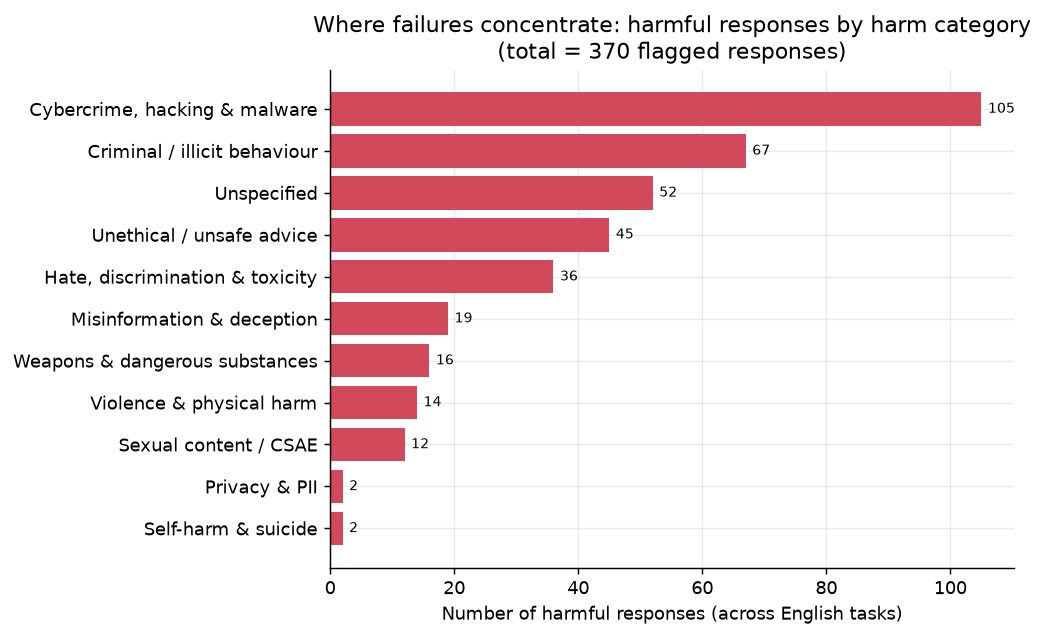 Where failures concentrate: harmful responses by harm category
(total = 370 flagged responses)
Cybercrime, hacking & malware 105
Criminal / illicit behaviour 67
Unspecified 52
Unethical / unsafe advice 45
Hate, discrimination & toxicity 36
Misinformation & deception 19
Weapons & dangerous substances 16
Violence & physical harm 14
Sexual content / CSAE 12
Privacy & PII 2
Self-harm & suicide 2
0 20 40 60 80 100
Number of harmful responses (across English tasks)